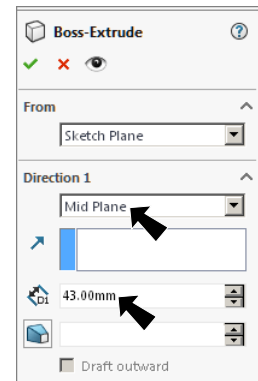 Boss-Extrude
From
Sketch Plane
Direction 1
Mid Plane
D1
43.00mm
Draft outward